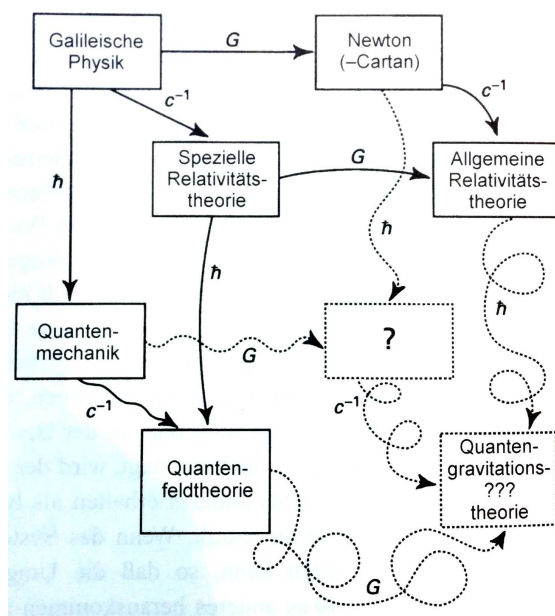 Galileische
Physik
G
Newton
(–Cartan)
c⁻¹
c⁻¹
Spezielle
Relativitäts-
theorie
G
Allgemeine
Relativitäts-
theorie
ħ
ħ
ħ
ħ
Quanten-
mechanik
G
?
c⁻¹
c⁻¹
Quanten-
feldtheorie
Quanten-
gravitations-
???
theorie
G